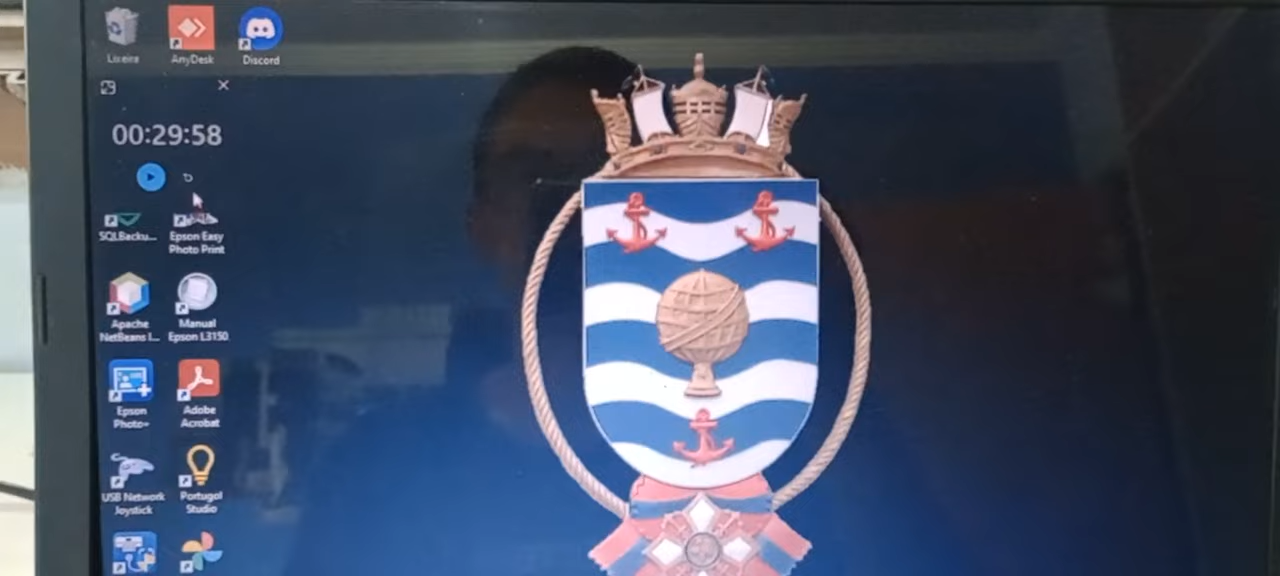 Lixeira
AnyDesk
Discord
00:29:58
SQLBacku...
Epson Easy
Photo Print
Apache
NetBeans I...
Manual
Epson L3150
Epson
Photo+
Adobe
Acrobat
USB Network
Joystick
Portugol
Studio